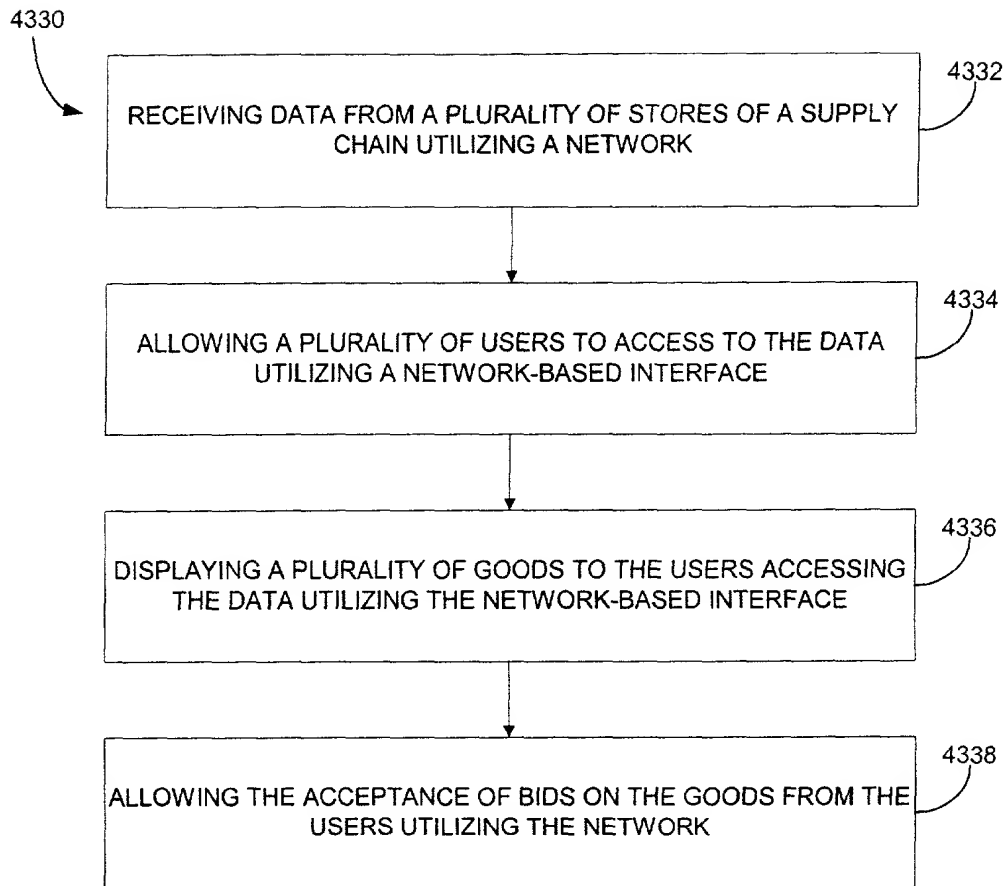 4330
4332
RECEIVING DATA FROM A PLURALITY OF STORES OF A SUPPLY
CHAIN UTILIZING A NETWORK
4334
ALLOWING A PLURALITY OF USERS TO ACCESS TO THE DATA
UTILIZING A NETWORK-BASED INTERFACE
4336
DISPLAYING A PLURALITY OF GOODS TO THE USERS ACCESSING
THE DATA UTILIZING THE NETWORK-BASED INTERFACE
4338
ALLOWING THE ACCEPTANCE OF BIDS ON THE GOODS FROM THE
USERS UTILIZING THE NETWORK